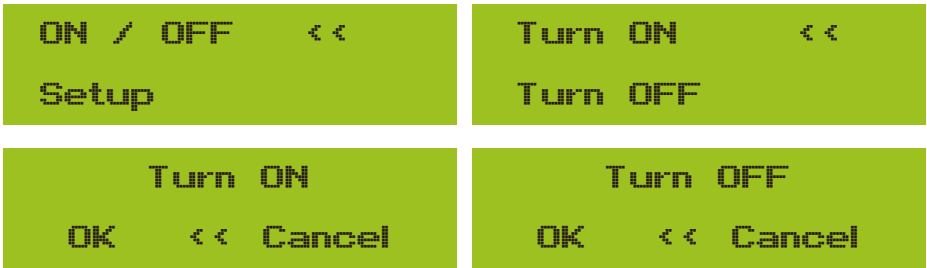 ON / OFF <<
Setup
Turn ON <<
Turn OFF
Turn ON
OK << Cancel
Turn OFF
OK << Cancel